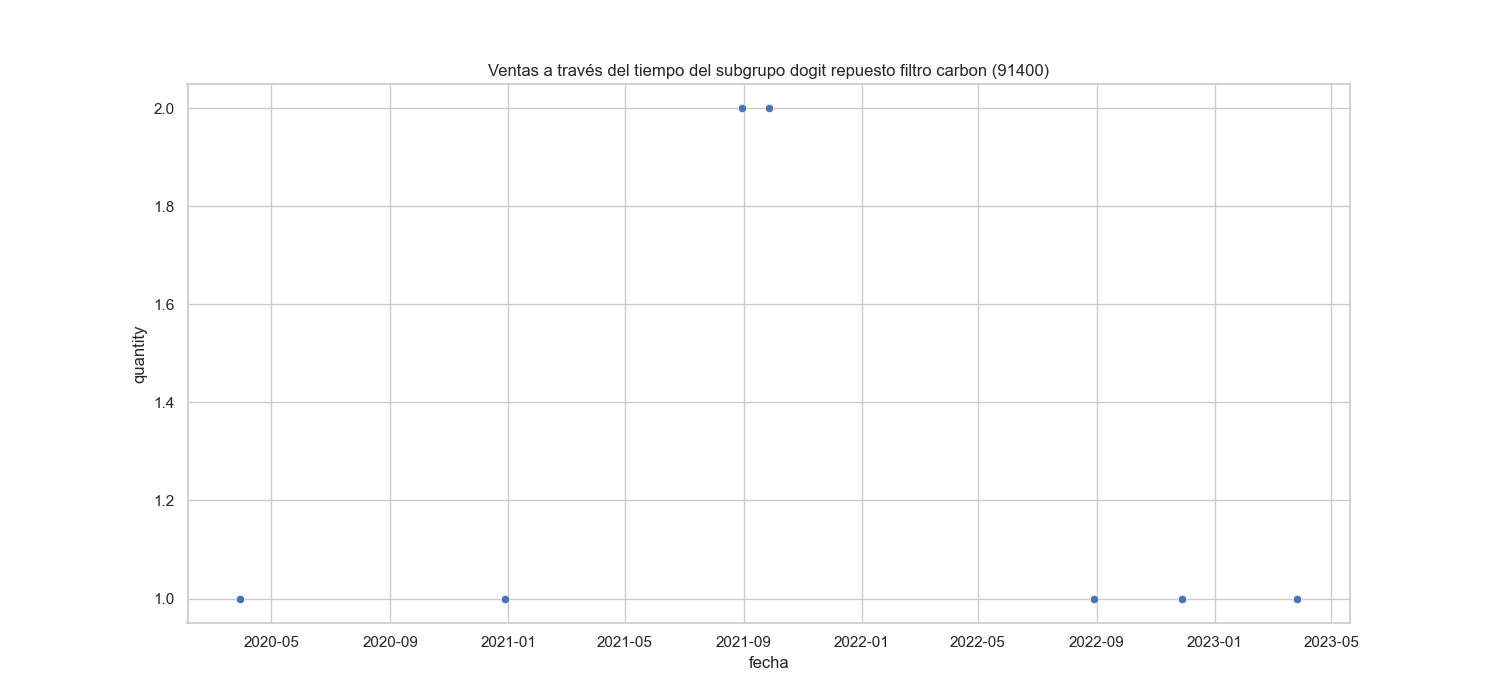 Ventas a través del tiempo del subgrupo dogit repuesto filtro carbon (91400)
2.0
1.8
1.6
1.4
1.2
1.0
quantity
2020-05 2020-09 2021-01 2021-05 2021-09 2022-01 2022-05 2022-09 2023-01 2023-05
fecha